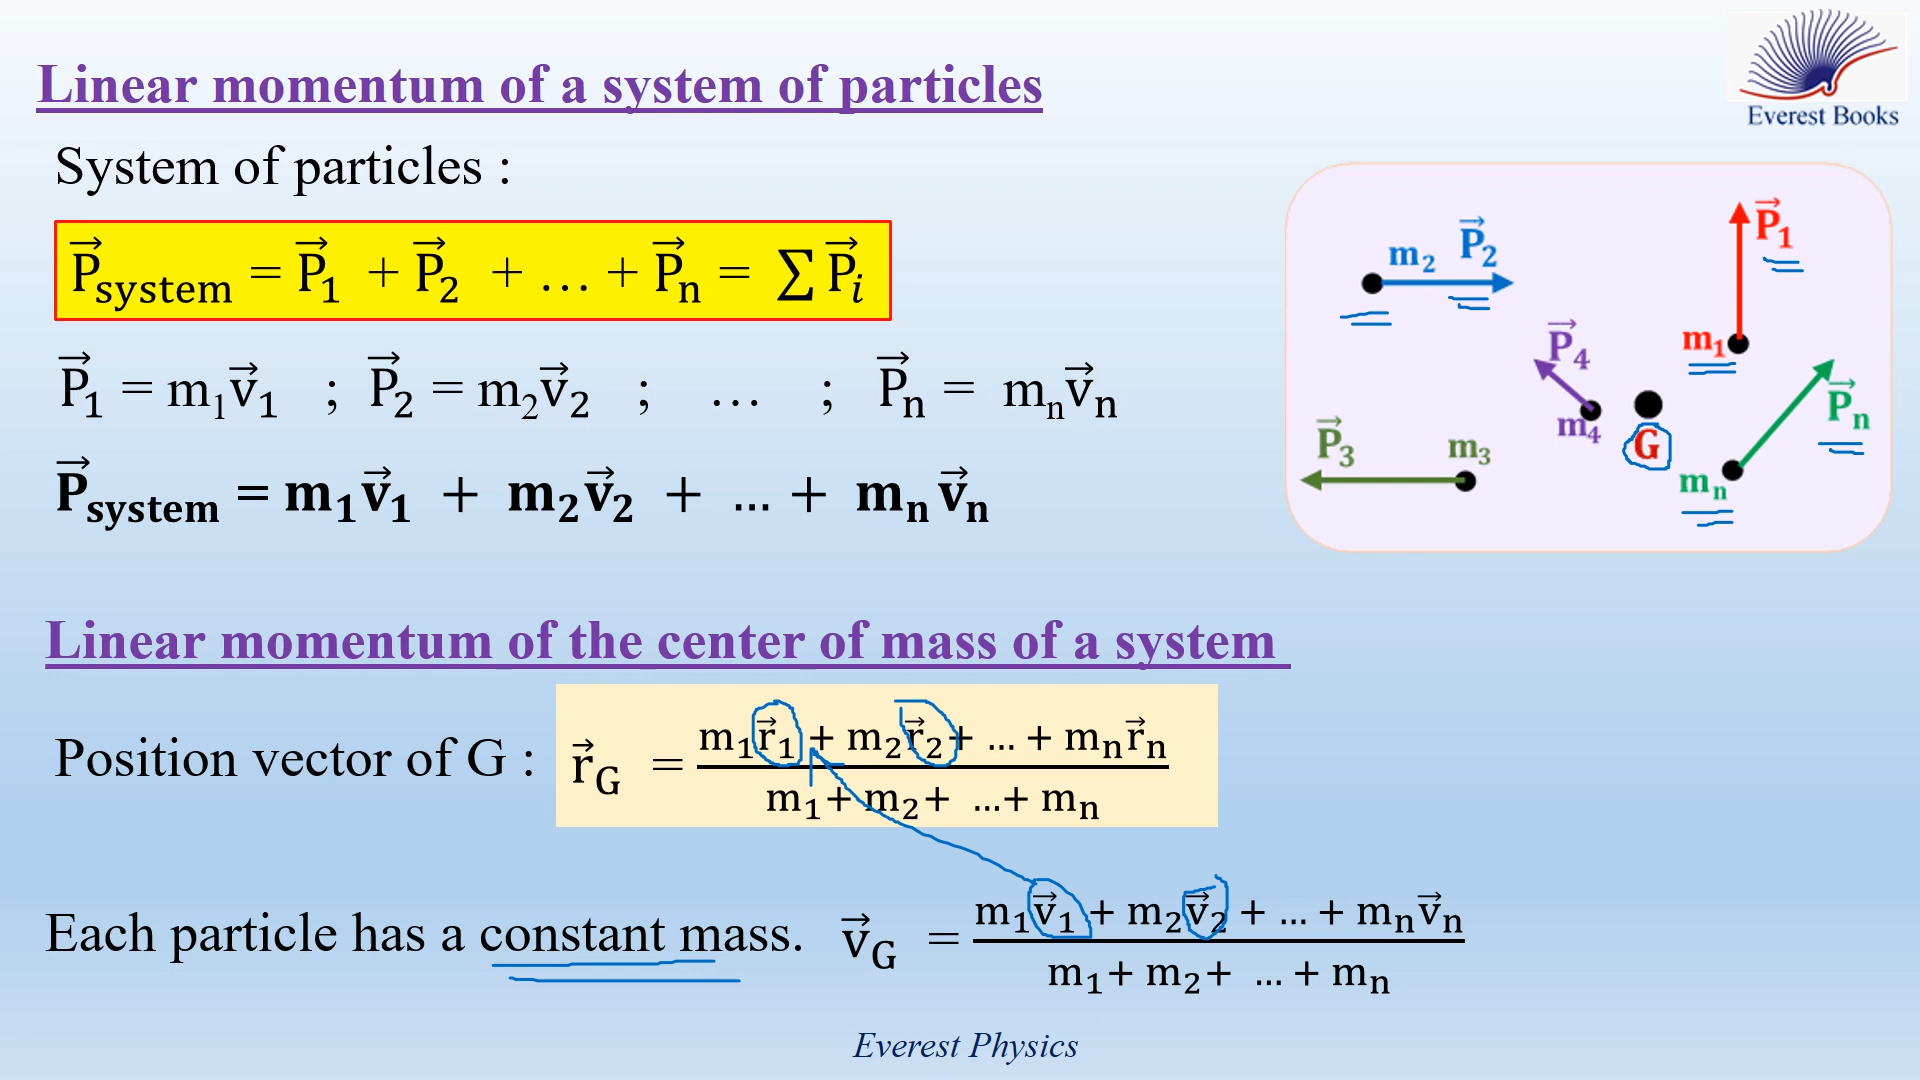 Linear momentum of a system of particles
Everest Books
System of particles :
P⃗system = P⃗1 + P⃗2 + … + P⃗n = ∑ P⃗i
P⃗1 = m1v⃗1 ; P⃗2 = m2v⃗2 ; … ; P⃗n = mnv⃗n
P⃗system = m1v⃗1 + m2v⃗2 + ... + mnv⃗n
m2 P⃗2
P⃗1
m1
P⃗4
m4
G
P⃗n
P⃗3
m3
mn
Linear momentum of the center of mass of a system
Position vector of G : r⃗G = (m1r⃗1 + m2r⃗2 + ... + mnr⃗n) / (m1 + m2 + ... + mn)
Each particle has a constant mass. v⃗G = (m1v⃗1 + m2v⃗2 + ... + mnv⃗n) / (m1 + m2 + ... + mn)
Everest Physics